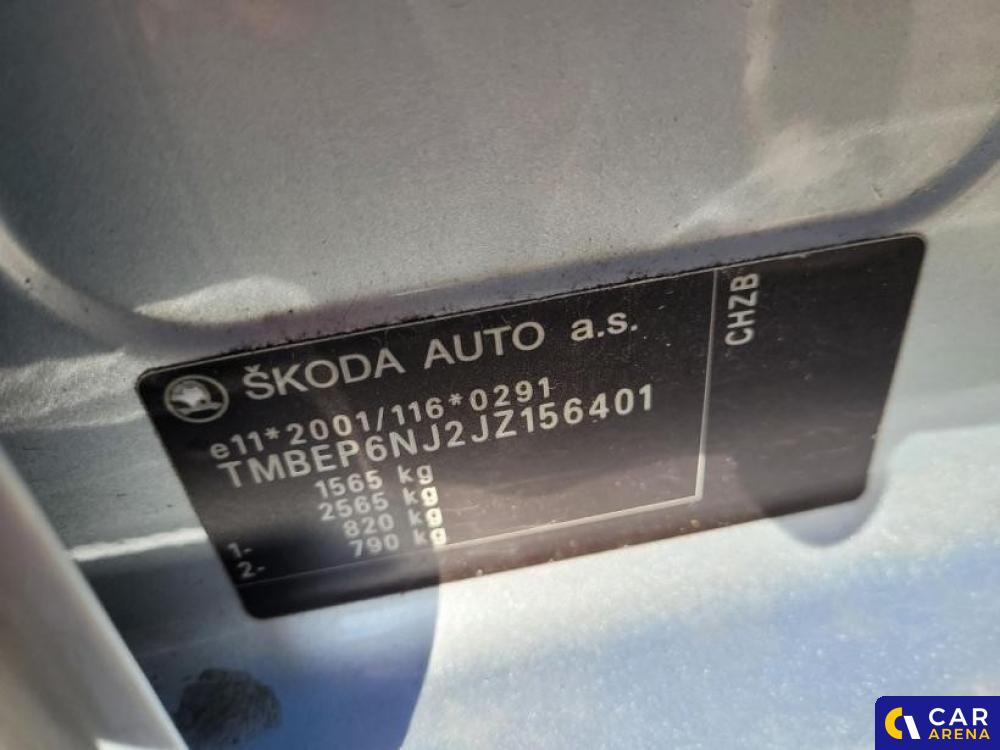 ŠKODA AUTO a.s.
e11*2001/116*0291
TMBEP6NJ2JZ156401
1565 kg
2565 kg
1- 820 kg
2- 790 kg
CHZB
CAR
ARENA